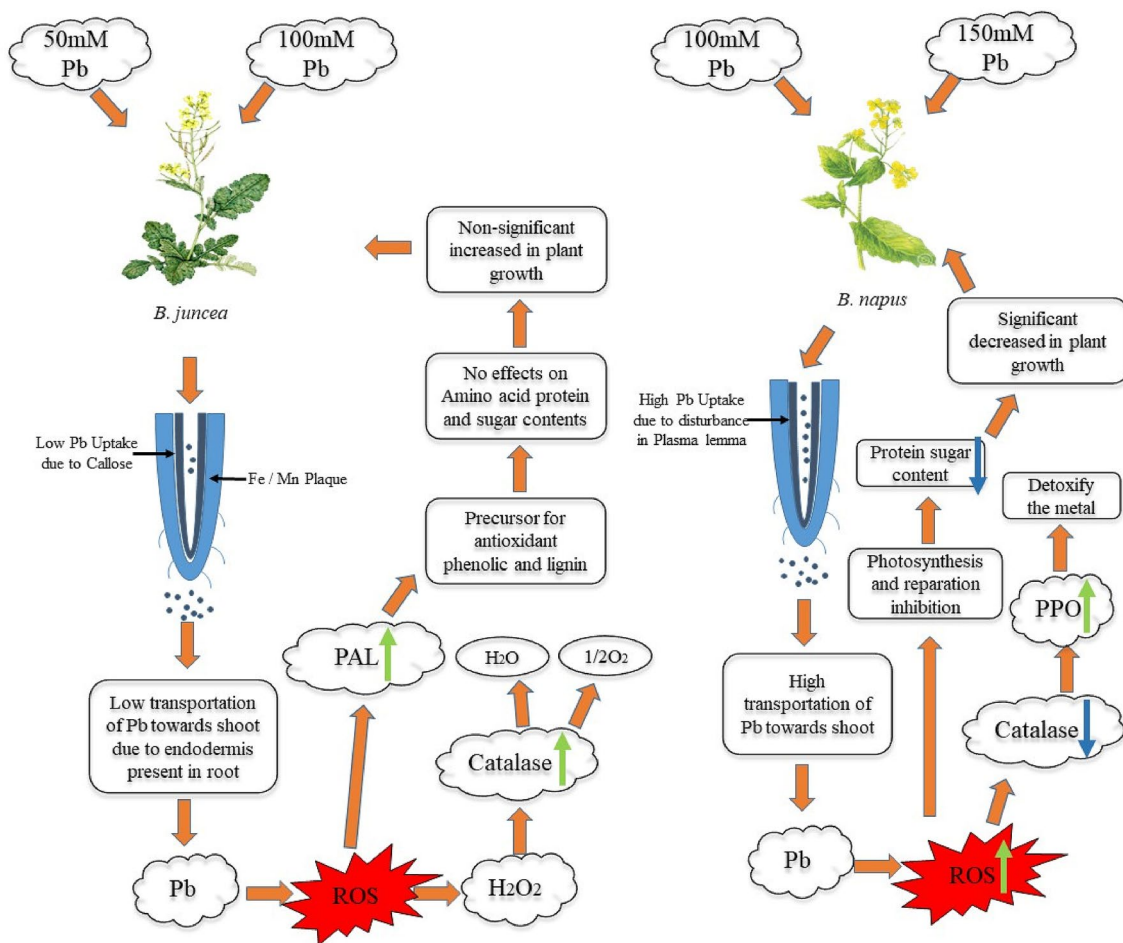 50mM
Pb
100mM
Pb
B. juncea
Low Pb Uptake
due to Callose
Fe / Mn Plaque
Low transportation
of Pb towards shoot
due to endodermis
present in root
Pb
ROS
H2O2
Catalase
H2O
1/2O2
PAL
Precursor for
antioxidant
phenolic and lignin
No effects on
Amino acid protein
and sugar contents
Non-significant
increased in plant
growth
100mM
Pb
150mM
Pb
B. napus
High Pb Uptake
due to disturbance
in Plasma lemma
High
transportation of
Pb towards shoot
Pb
ROS
Catalase
PPO
Detoxify
the metal
Photosynthesis
and reparation
inhibition
Protein sugar
content
Significant
decreased in plant
growth